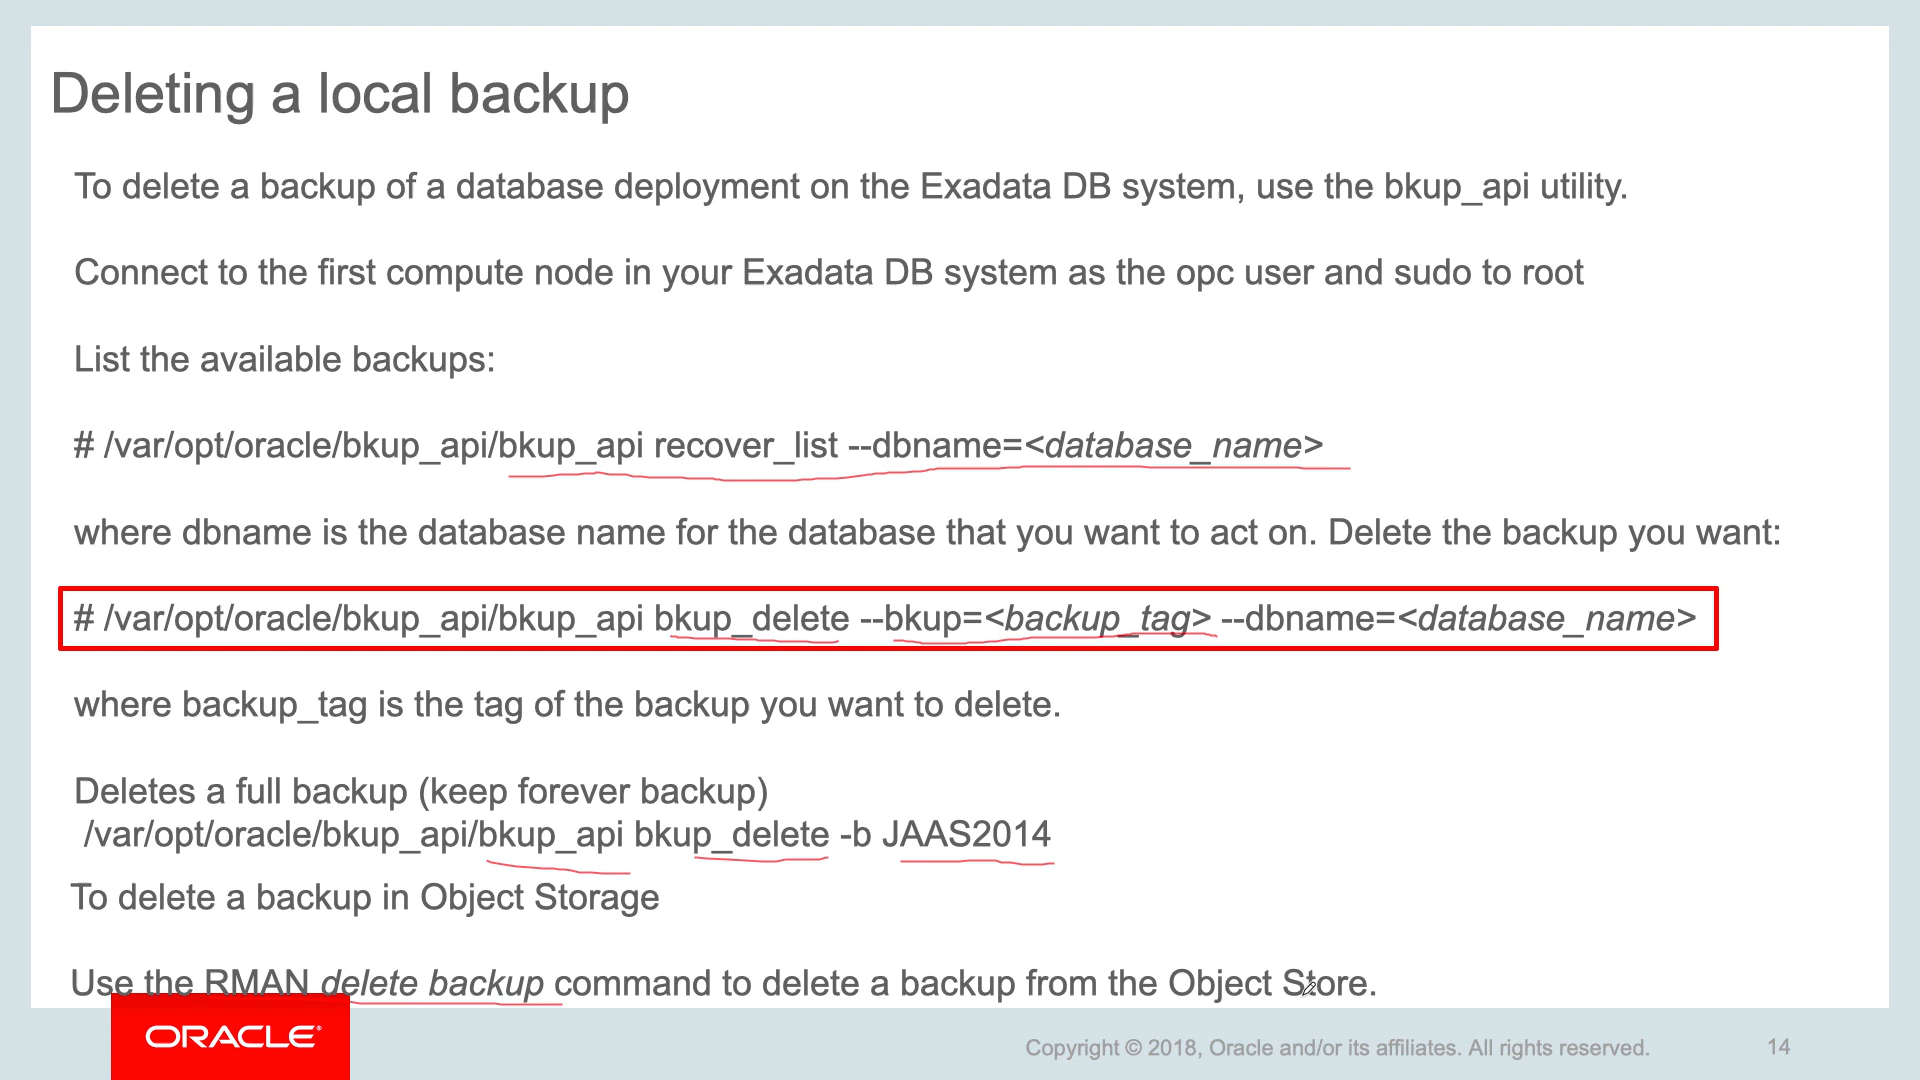 Deleting a local backup
To delete a backup of a database deployment on the Exadata DB system, use the bkup_api utility.
Connect to the first compute node in your Exadata DB system as the opc user and sudo to root
List the available backups:
# /var/opt/oracle/bkup_api/bkup_api recover_list --dbname=<database_name>
where dbname is the database name for the database that you want to act on. Delete the backup you want:
# /var/opt/oracle/bkup_api/bkup_api bkup_delete --bkup=<backup_tag> --dbname=<database_name>
where backup_tag is the tag of the backup you want to delete.
Deletes a full backup (keep forever backup)
/var/opt/oracle/bkup_api/bkup_api bkup_delete -b JAAS2014
To delete a backup in Object Storage
Use the RMAN delete backup command to delete a backup from the Object Store.
ORACLE®
Copyright © 2018, Oracle and/or its affiliates. All rights reserved.
14